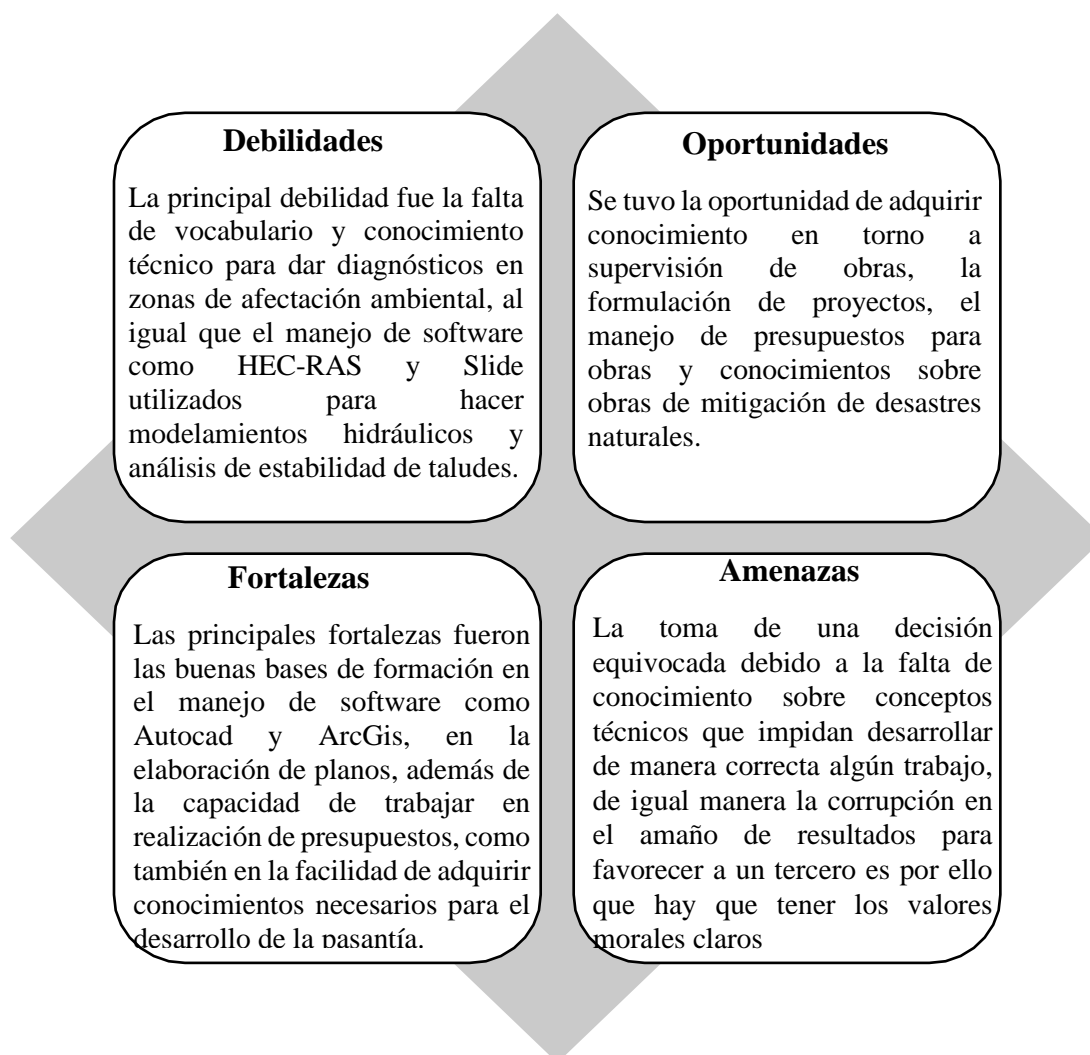 Debilidades
La principal debilidad fue la falta
de vocabulario y conocimiento
técnico para dar diagnósticos en
zonas de afectación ambiental, al
igual que el manejo de software
como HEC-RAS y Slide
utilizados para hacer
modelamientos hidráulicos y
análisis de estabilidad de taludes.
Oportunidades
Se tuvo la oportunidad de adquirir
conocimiento en torno a
supervisión de obras, la
formulación de proyectos, el
manejo de presupuestos para
obras y conocimientos sobre
obras de mitigación de desastres
naturales.
Fortalezas
Las principales fortalezas fueron
las buenas bases de formación en
el manejo de software como
Autocad y ArcGis, en la
elaboración de planos, además de
la capacidad de trabajar en
realización de presupuestos, como
también en la facilidad de adquirir
conocimientos necesarios para el
desarrollo de la pasantía.
Amenazas
La toma de una decisión
equivocada debido a la falta de
conocimiento sobre conceptos
técnicos que impidan desarrollar
de manera correcta algún trabajo,
de igual manera la corrupción en
el amaño de resultados para
favorecer a un tercero es por ello
que hay que tener los valores
morales claros